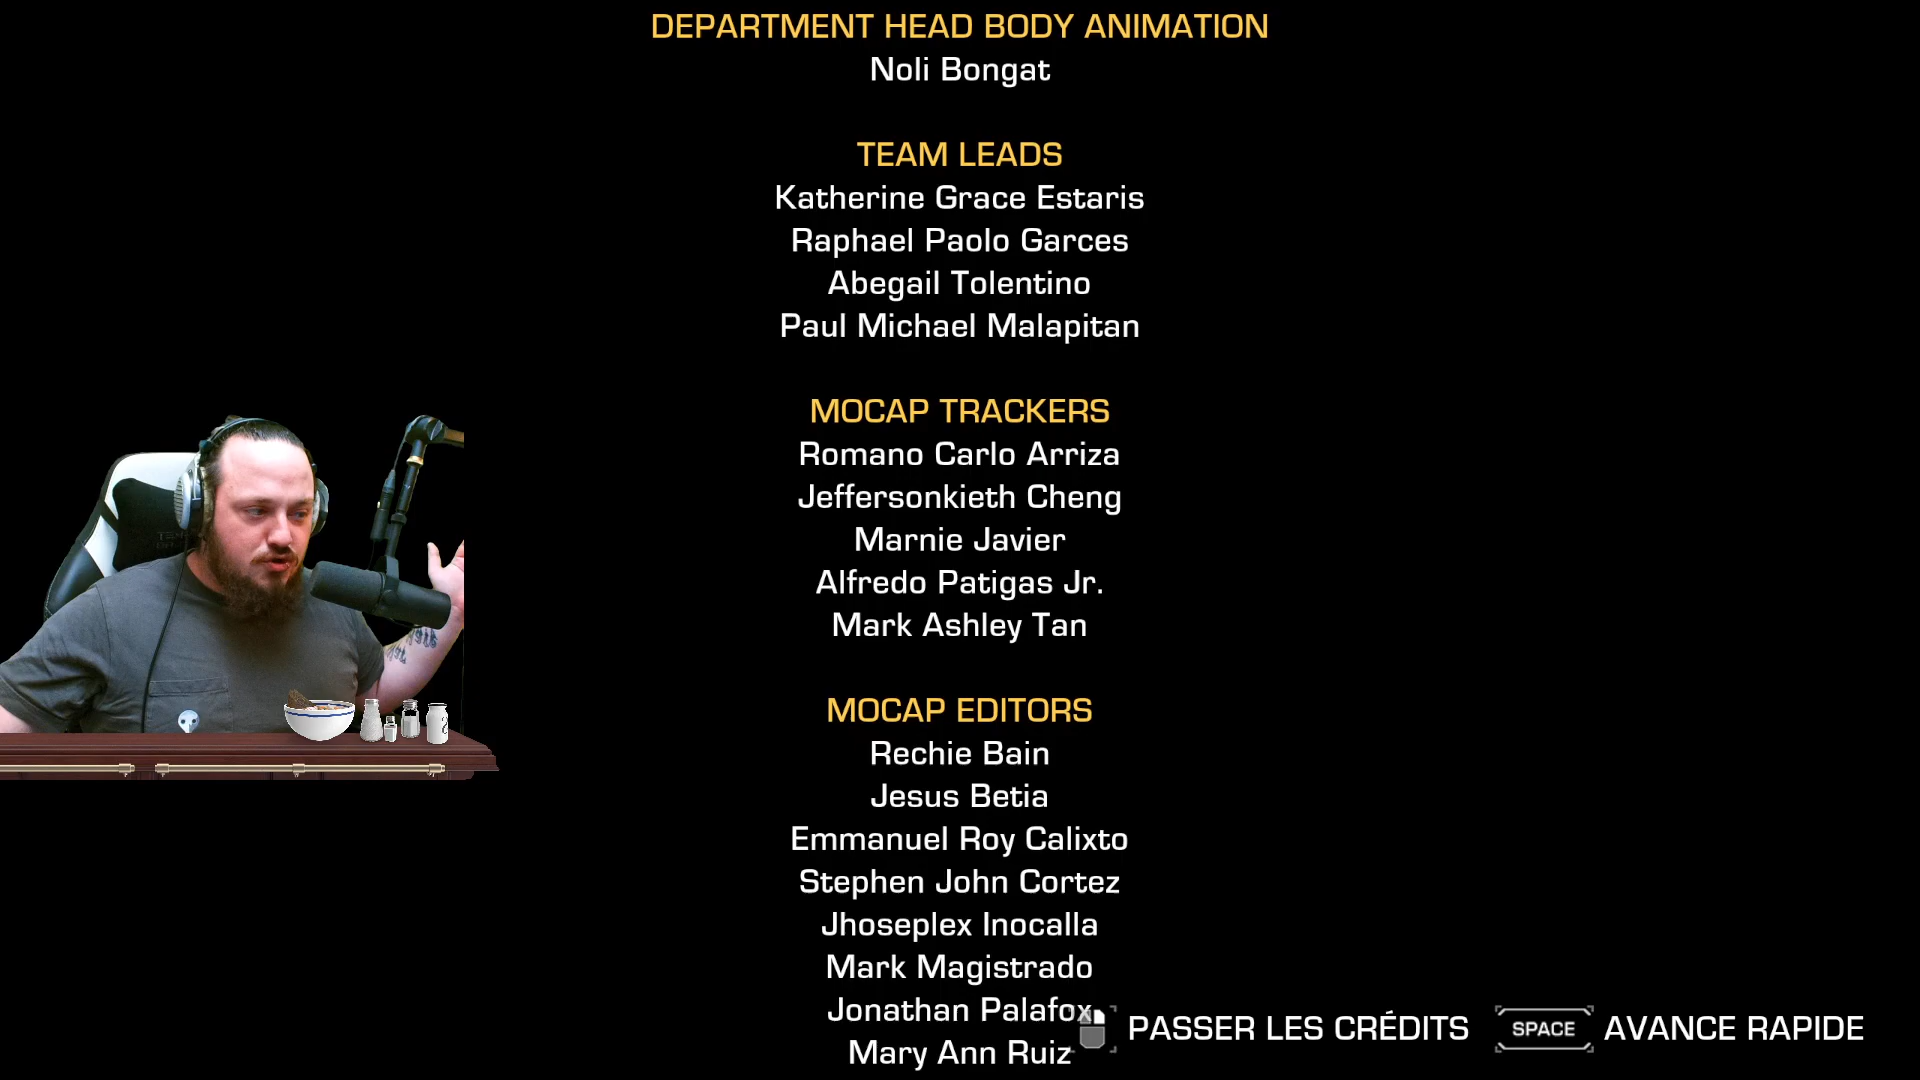 DEPARTMENT HEAD BODY ANIMATION
Noli Bongat
TEAM LEADS
Katherine Grace Estaris
Raphael Paolo Garces
Abegail Tolentino
Paul Michael Malapitan
MOCAP TRACKERS
Romano Carlo Arriza
Jeffersonkieth Cheng
Marnie Javier
Alfredo Patigas Jr.
Mark Ashley Tan
MOCAP EDITORS
Rechie Bain
Jesus Betia
Emmanuel Roy Calixto
Stephen John Cortez
Jhoseplex Inocalla
Mark Magistrado
Jonathan Palafox
Mary Ann Ruiz
PASSER LES CRÉDITS
SPACE AVANCE RAPIDE